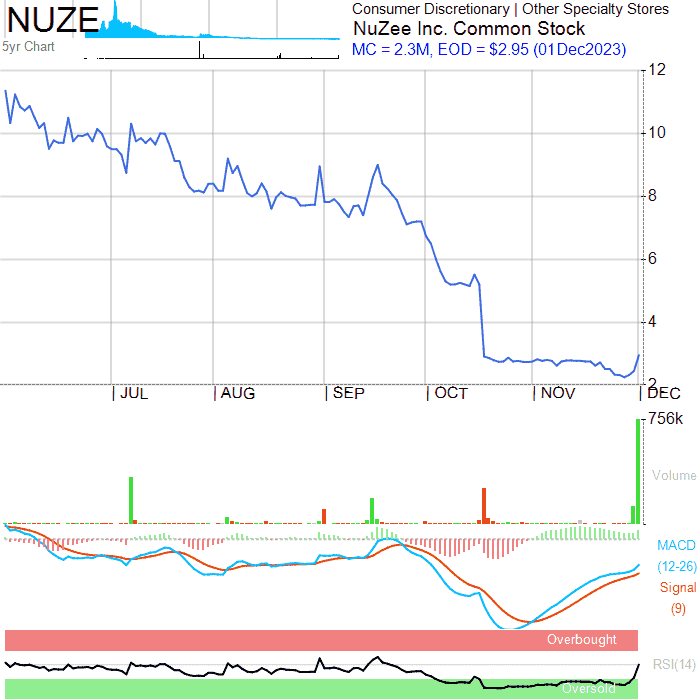 NUZE
5yr Chart
Consumer Discretionary | Other Specialty Stores
NuZee Inc. Common Stock
MC = 2.3M, EOD = $2.95 (01Dec2023)
12
10
8
6
4
2
JUL AUG SEP OCT NOV DEC
756k
Volume
MACD
(12-26)
Signal
(9)
Overbought
RSI(14)
Oversold